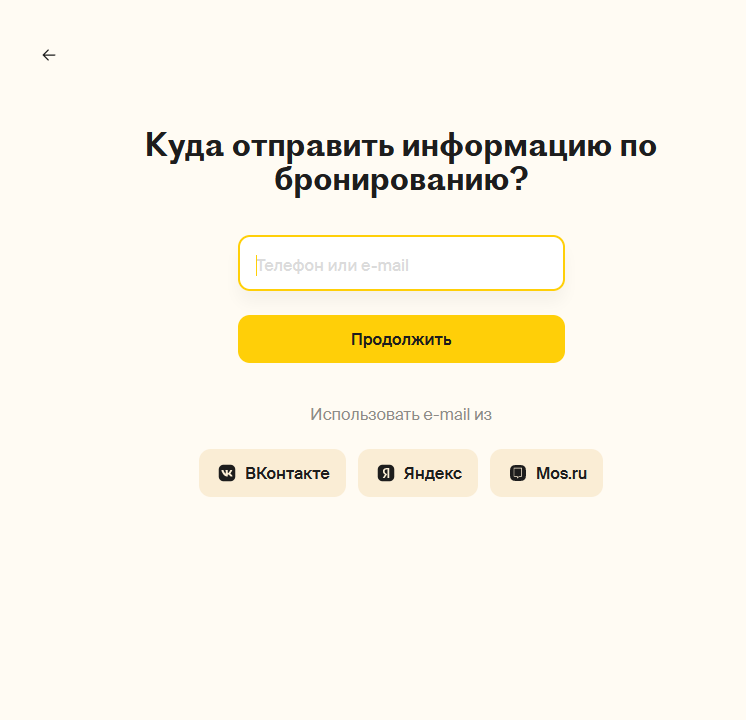 Куда отправить информацию по
бронированию?
Телефон или e-mail
Продолжить
Использовать e-mail из
ВКонтакте Яндекс Mos.ru